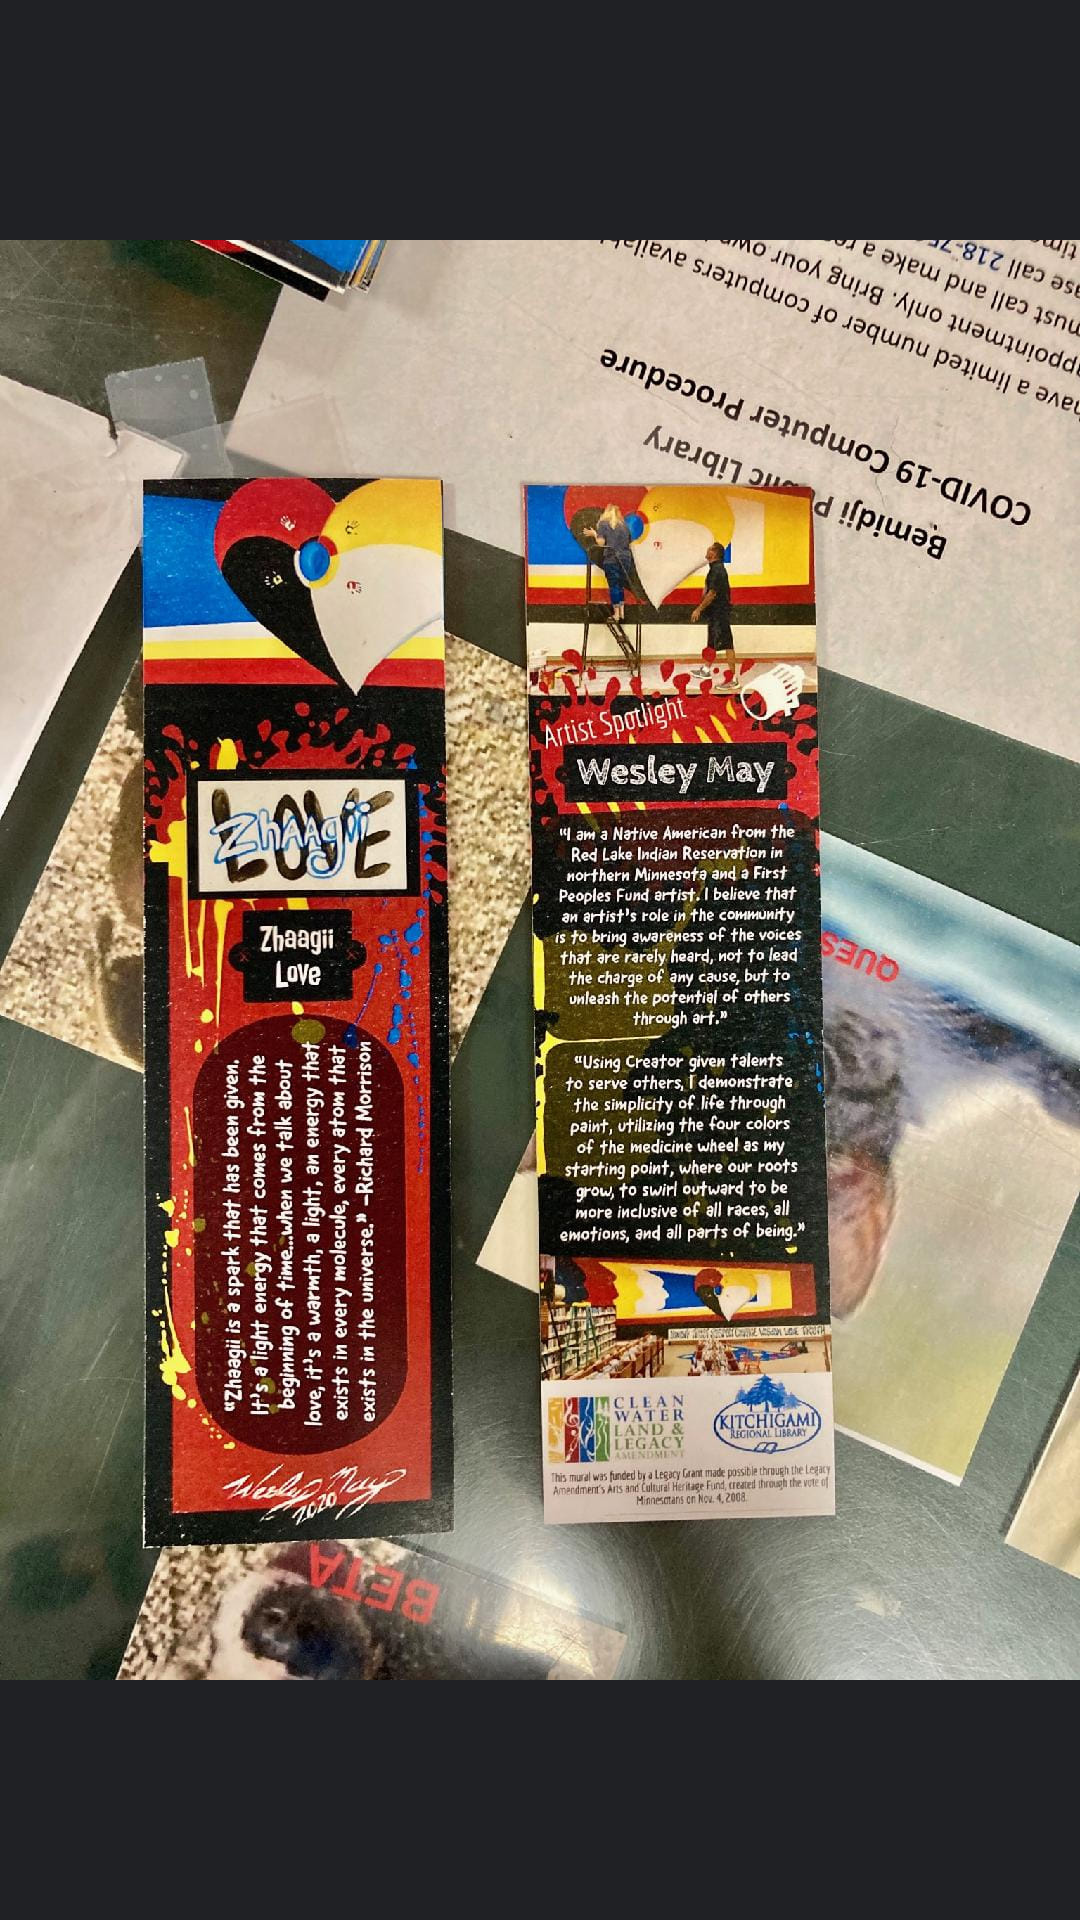 Zhaagii
LOVE
Zhaagii
Love
"Zhaagii is a spark that has been given.
It's a light energy that comes from the
beginning of time...when we talk about
love, it's a warmth, a light, an energy that
exists in every molecule, every atom that
exists in the universe." —Richard Morrison
Wesley May
2020
Artist Spotlight
Wesley May
"I am a Native American from the
Red Lake Indian Reservation in
northern Minnesota and a First
Peoples Fund artist. I believe that
an artist's role in the community
is to bring awareness of the voices
that are rarely heard, not to lead
the charge of any cause, but to
unleash the potential of others
through art."
"Using Creator given talents
to serve others, I demonstrate
the simplicity of life through
paint, utilizing the four colors
of the medicine wheel as my
starting point, where our roots
grow, to swirl outward to be
more inclusive of all races, all
emotions, and all parts of being."
CLEAN
WATER
LAND &
LEGACY
AMENDMENT
KITCHIGAMI
REGIONAL LIBRARY
This mural was funded by a Legacy Grant made possible through the Legacy
Amendment's Arts and Cultural Heritage Fund, created through the vote of
Minnesotans on Nov. 4, 2008.
Bemidji Library
COVID-19 Computer Procedure
have a limited number of computers
appointment only. Bring your own
must call and make a
call 218-7
QUES
BETA